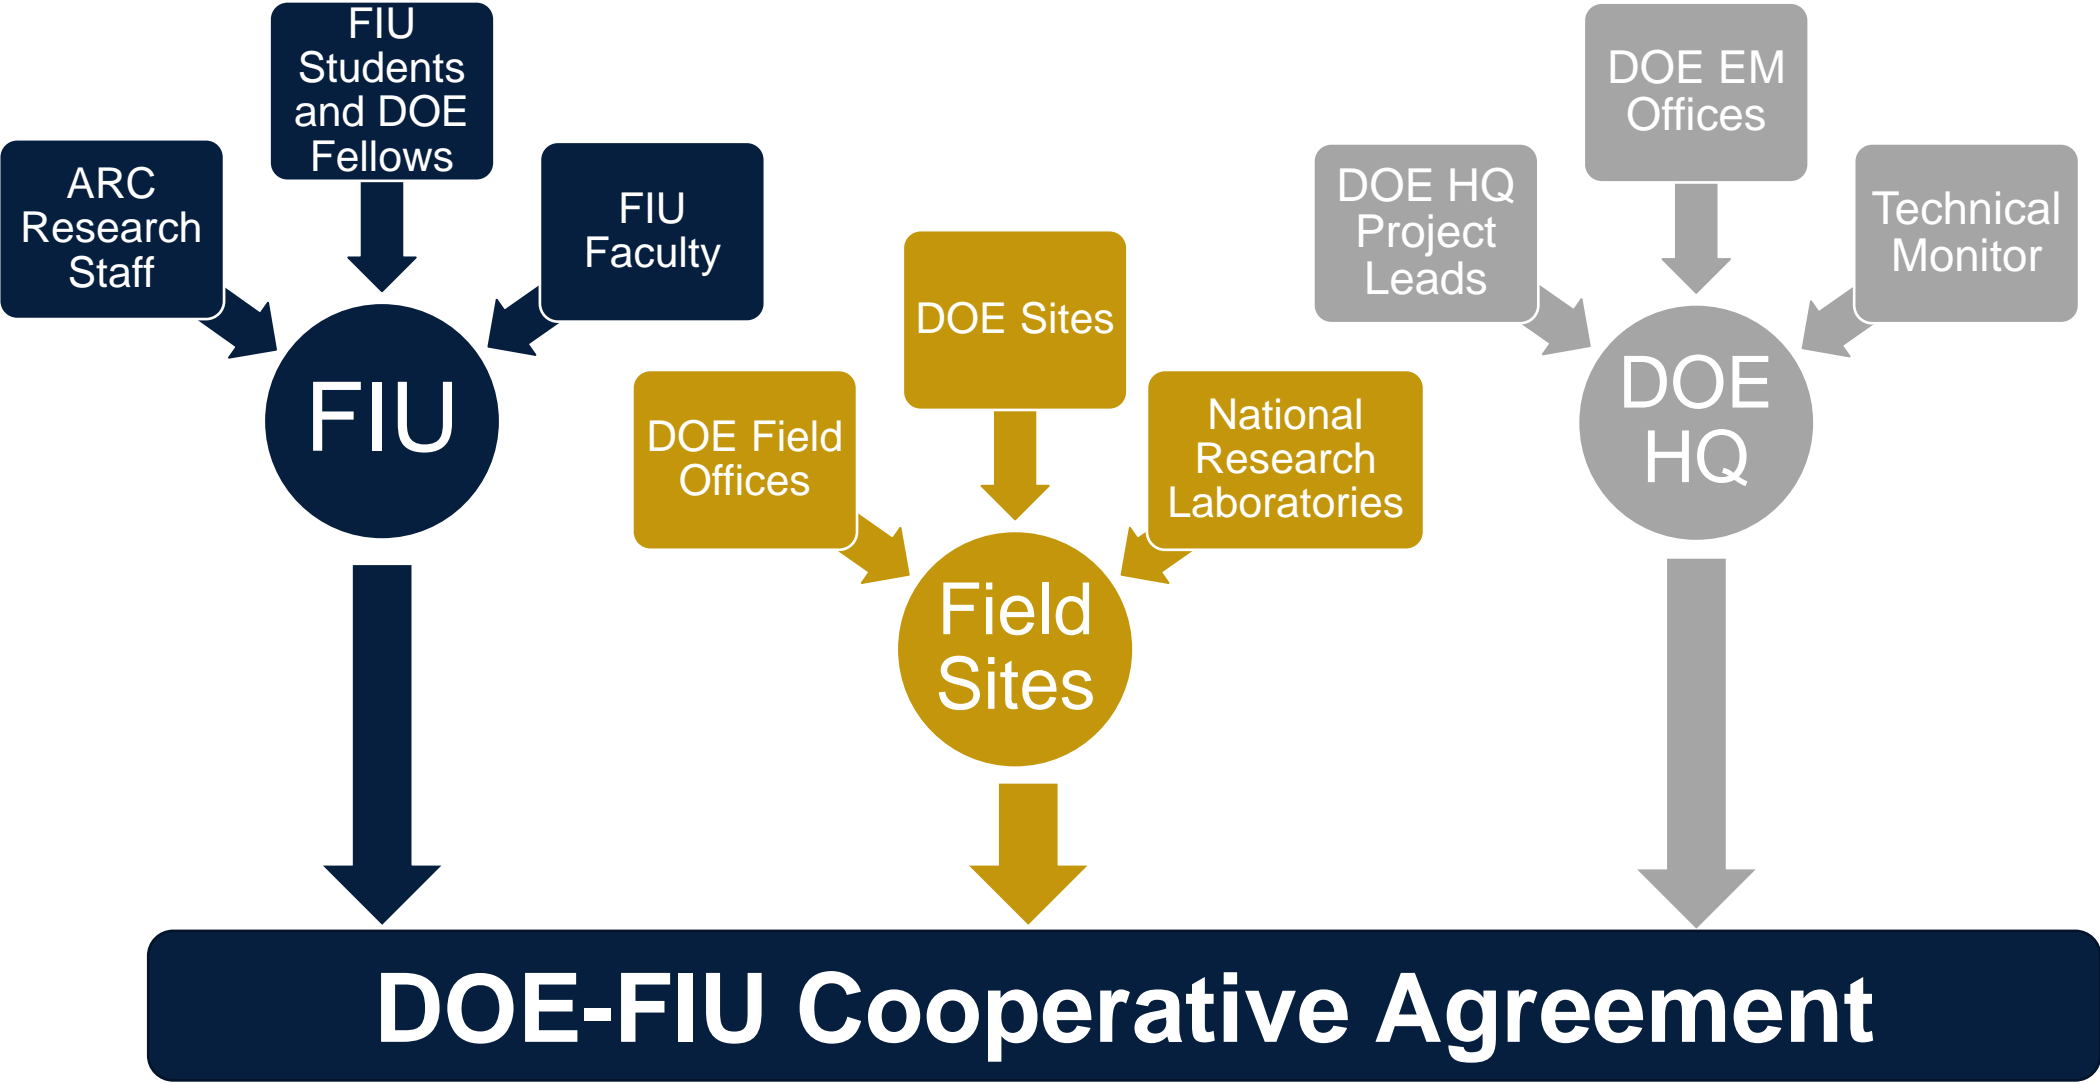 FIU
Students
and DOE
Fellows
ARC
Research
Staff
FIU
Faculty
FIU
DOE Sites
DOE Field
Offices
National
Research
Laboratories
Field
Sites
DOE EM
Offices
DOE HQ
Project
Leads
Technical
Monitor
DOE
HQ
DOE-FIU Cooperative Agreement